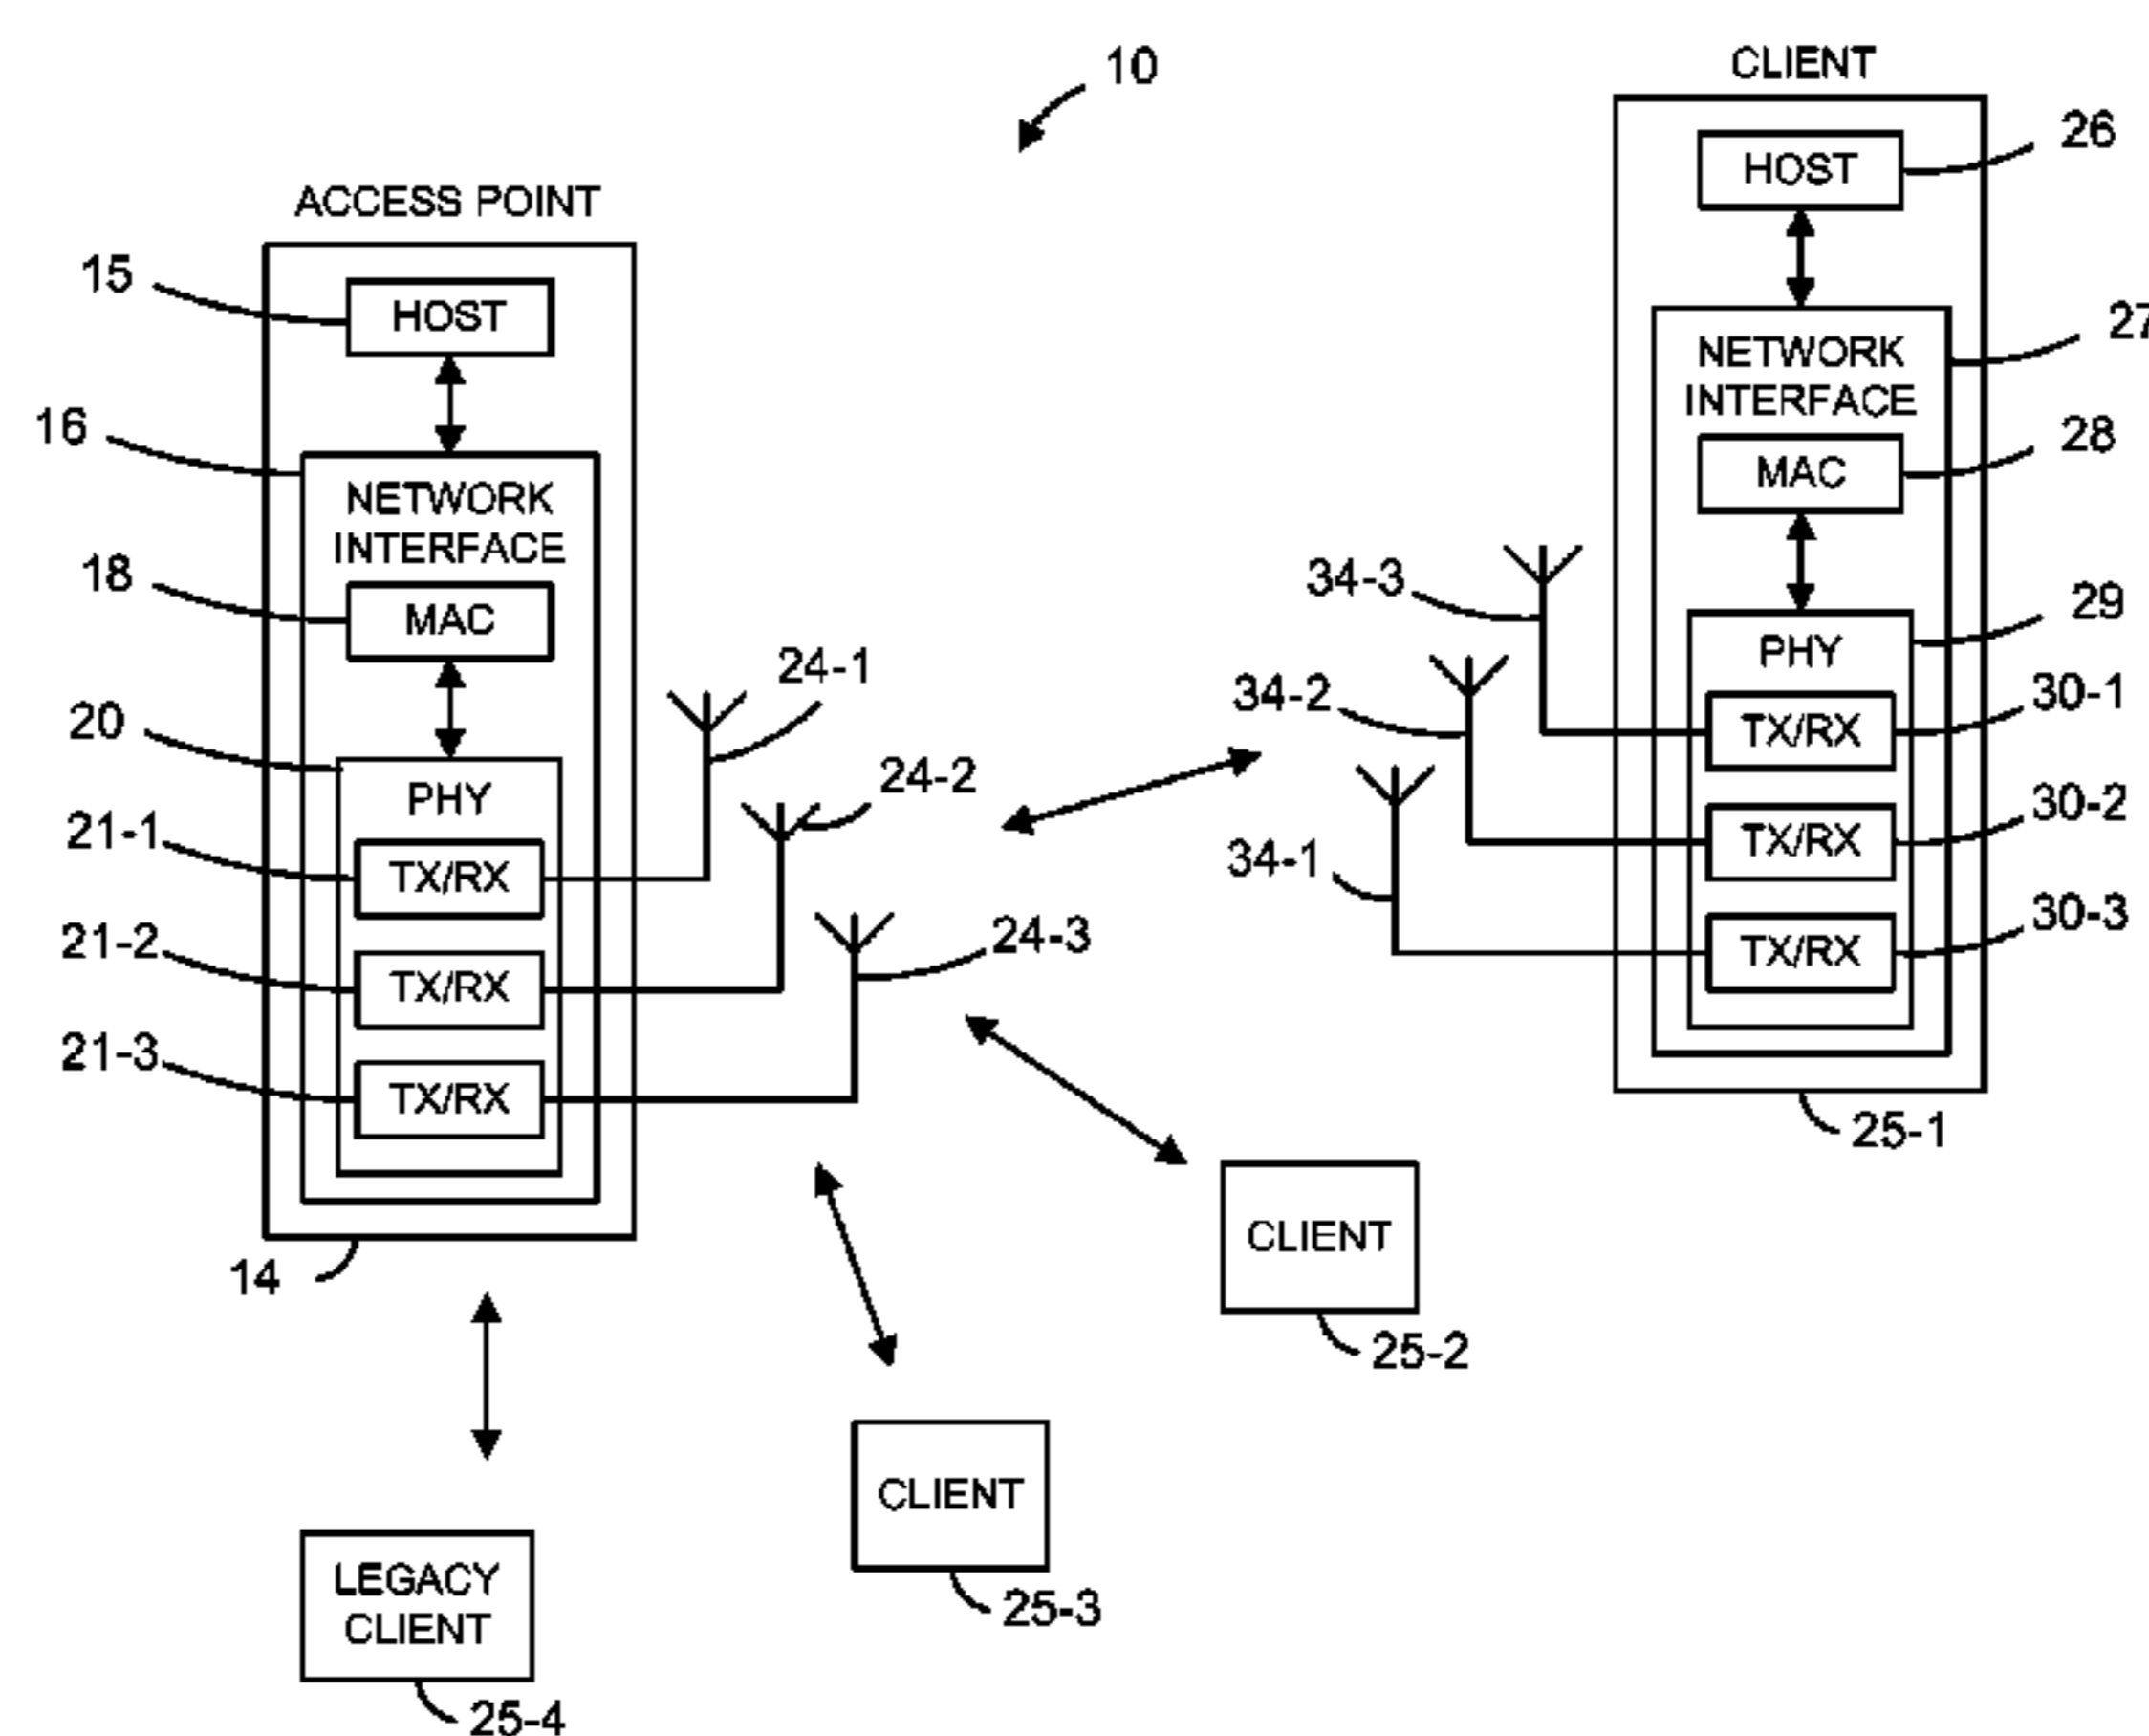 10
ACCESS POINT
15
HOST
16
NETWORK
INTERFACE
18
MAC
20
PHY
21-1
TX/RX
21-2
TX/RX
21-3
TX/RX
14
24-1
24-2
24-3
CLIENT
26
HOST
27
NETWORK
INTERFACE
28
MAC
29
PHY
34-3
TX/RX
30-1
34-2
TX/RX
30-2
34-1
TX/RX
30-3
25-1
CLIENT
25-2
CLIENT
25-3
LEGACY
CLIENT
25-4